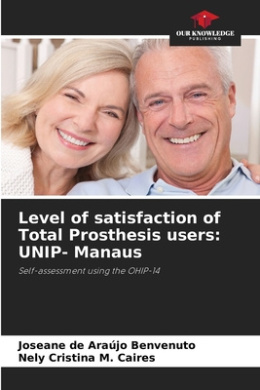 OUR KNOWLEDGE
PUBLISHING
Level of satisfaction of
Total Prosthesis users:
UNIP- Manaus
Self-assessment using the OHIP-14
Joseane de Araújo Benvenuto
Nely Cristina M. Caires